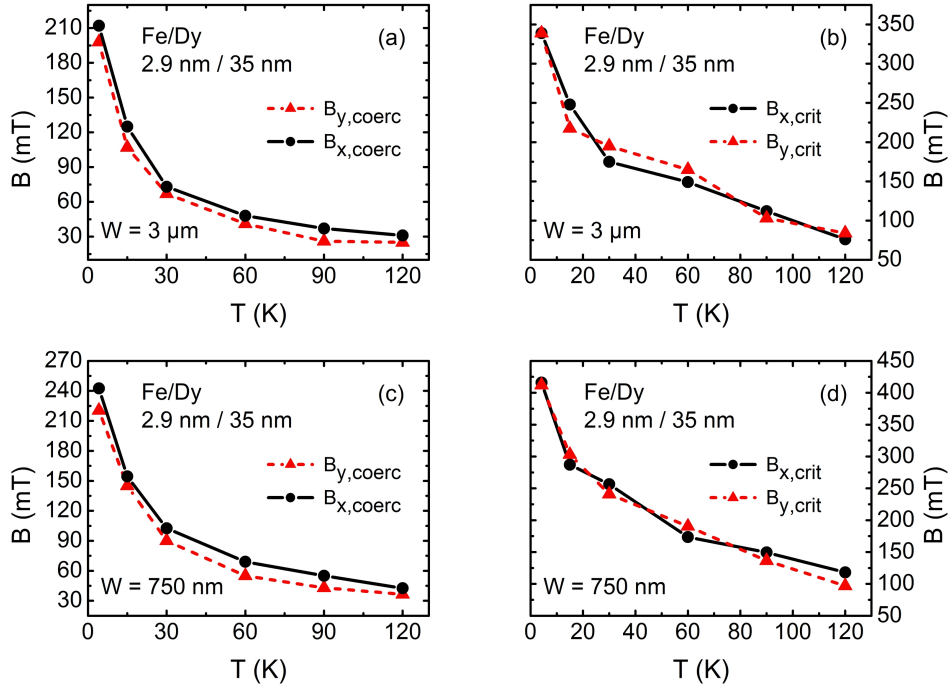 (a)
Fe/Dy
2.9 nm / 35 nm
B_y,coerc
B_x,coerc
W = 3 µm
B (mT)
210
180
150
120
90
60
30
0 30 60 90 120
T (K)
(b)
Fe/Dy
2.9 nm / 35 nm
B_x,crit
B_y,crit
W = 3 µm
B (mT)
350
300
250
200
150
100
50
0 20 40 60 80 100 120
T (K)
(c)
Fe/Dy
2.9 nm / 35 nm
B_y,coerc
B_x,coerc
W = 750 nm
B (mT)
270
240
210
180
150
120
90
60
30
0 30 60 90 120
T (K)
(d)
Fe/Dy
2.9 nm / 35 nm
B_x,crit
B_y,crit
W = 750 nm
B (mT)
450
400
350
300
250
200
150
100
50
0 20 40 60 80 100 120
T (K)